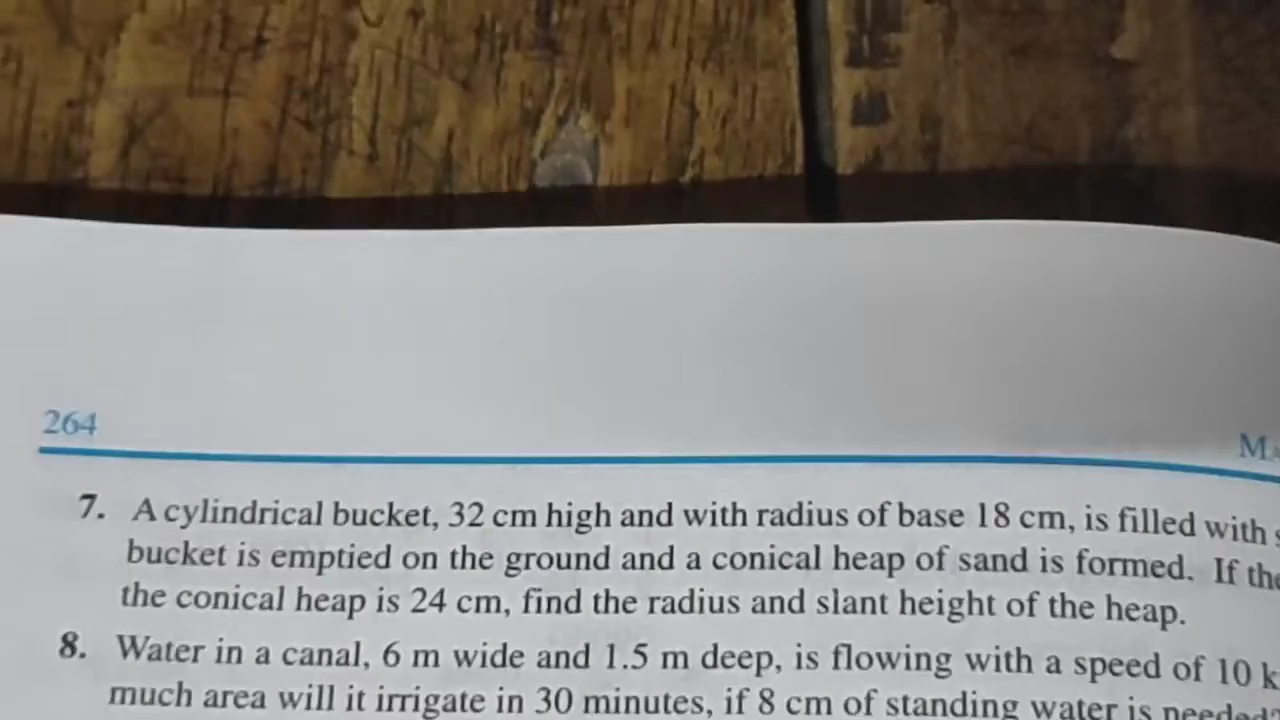 264
7. A cylindrical bucket, 32 cm high and with radius of base 18 cm, is filled with
bucket is emptied on the ground and a conical heap of sand is formed. If the
the conical heap is 24 cm, find the radius and slant height of the heap.
8. Water in a canal, 6 m wide and 1.5 m deep, is flowing with a speed of 10
much area will it irrigate in 30 minutes, if 8 cm of standing water is needed?